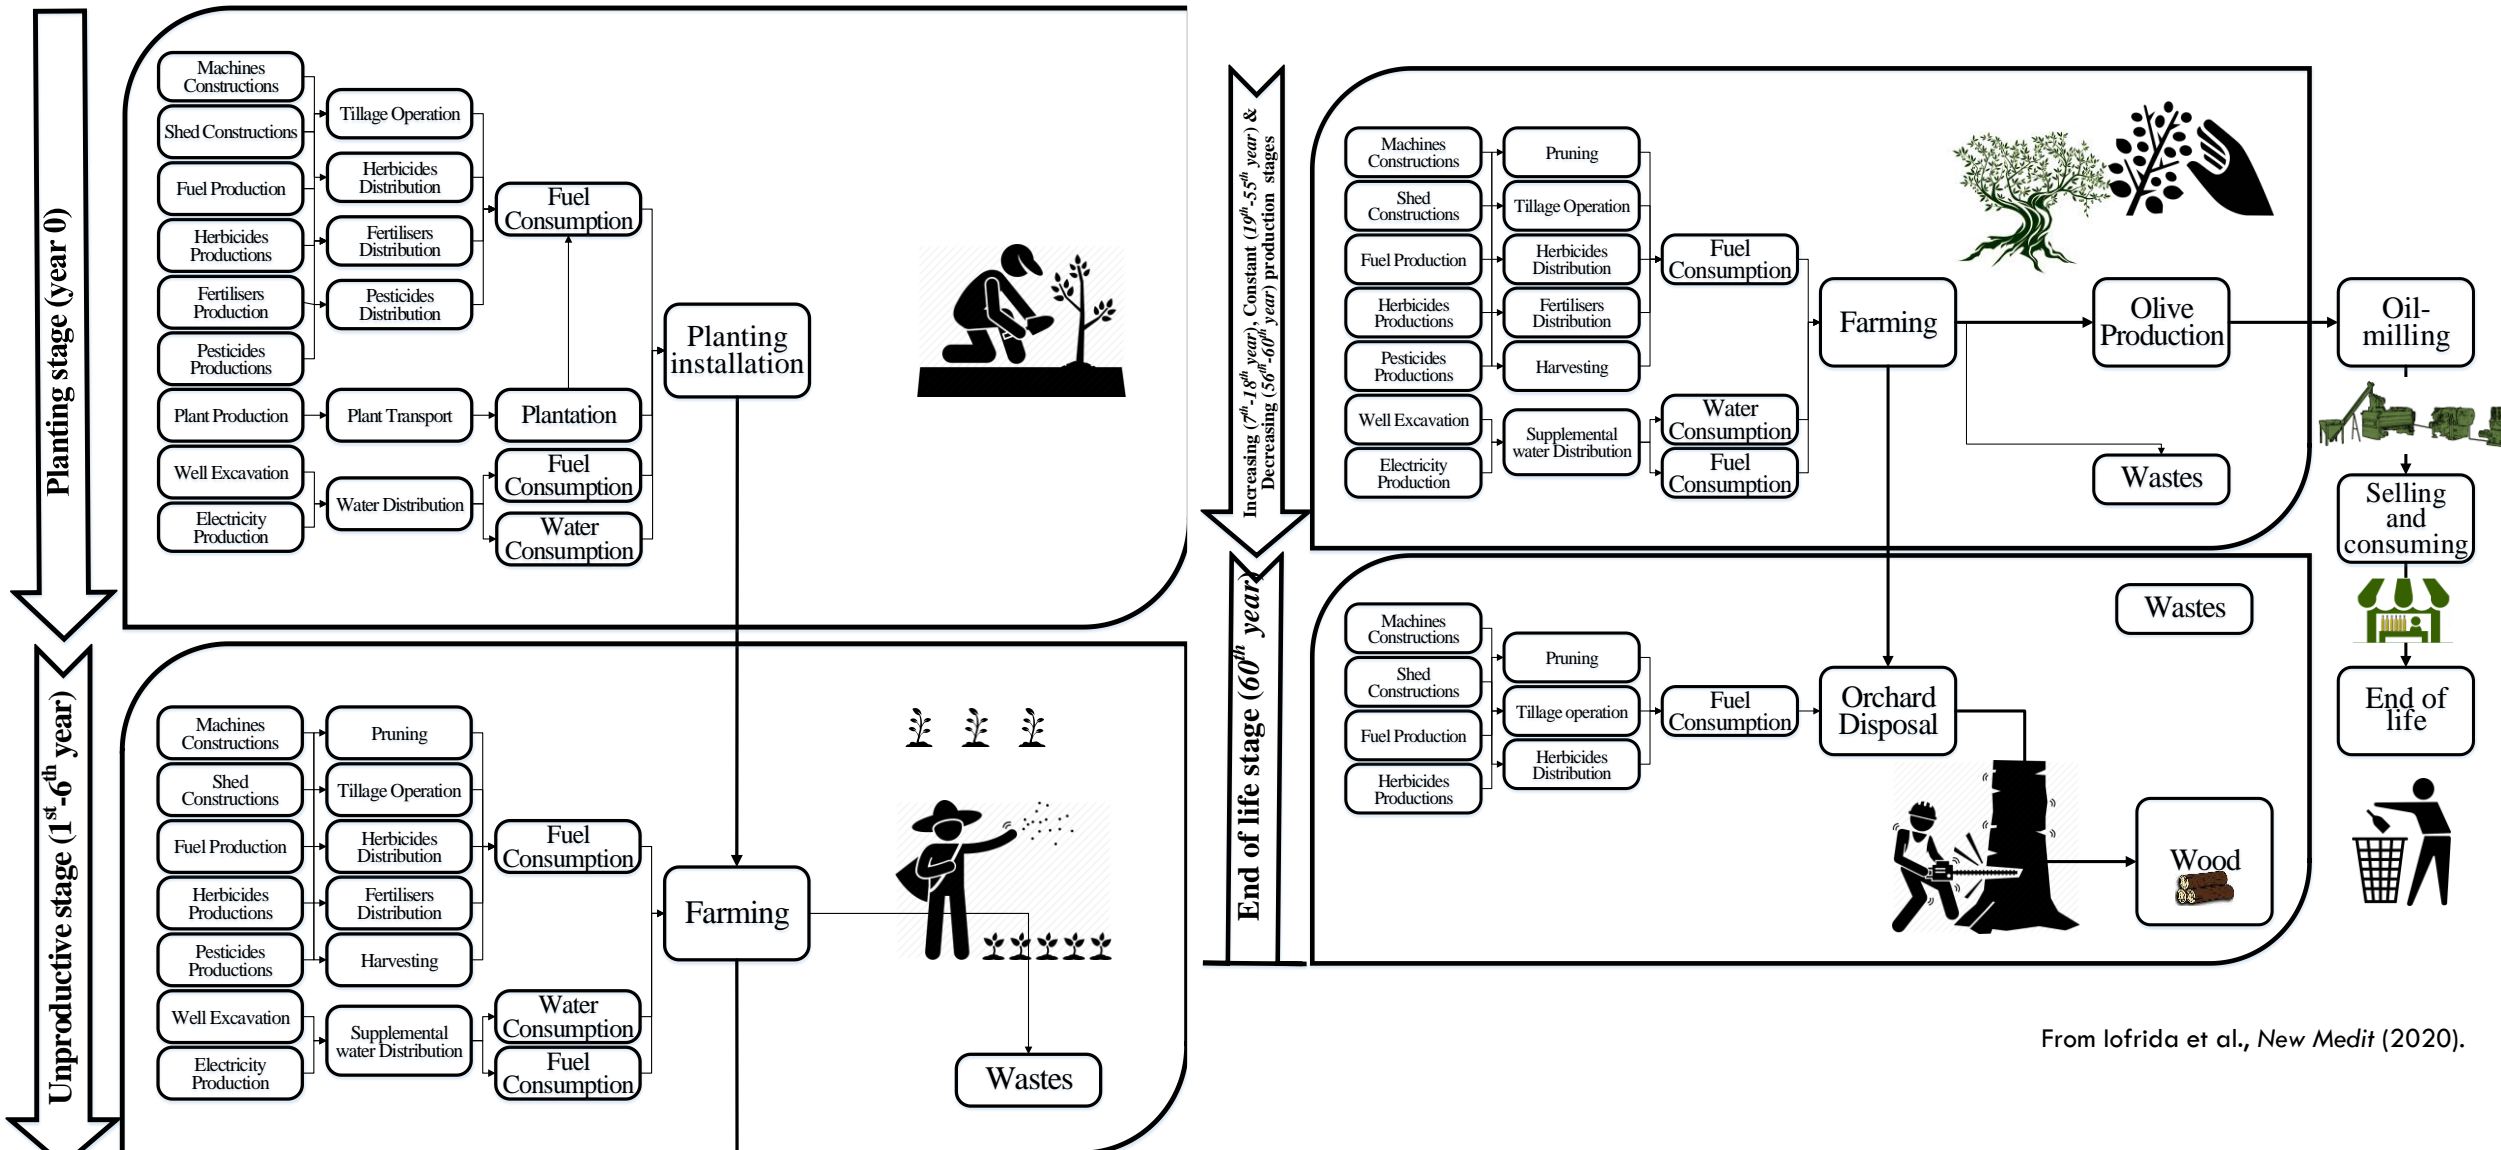 Planting stage (year 0)
Machines
Constructions
Shed Constructions
Fuel Production
Herbicides
Productions
Fertilisers
Production
Pesticides
Productions
Plant Production
Well Excavation
Electricity
Production
Tillage Operation
Herbicides
Distribution
Fertilisers
Distribution
Pesticides
Distribution
Plant Transport
Water Distribution
Fuel
Consumption
Plantation
Fuel
Consumption
Water
Consumption
Planting
installation
Unproductive stage (1st-6th year)
Machines
Constructions
Shed
Constructions
Fuel Production
Herbicides
Productions
Pesticides
Productions
Well Excavation
Electricity
Production
Pruning
Tillage Operation
Herbicides
Distribution
Fertilisers
Distribution
Harvesting
Supplemental
water Distribution
Fuel
Consumption
Water
Consumption
Fuel
Consumption
Farming
Wastes
Increasing (7th-18th year), Constant (19th-55th year) &
Decreasing (56th-60th year) production stages
Machines
Constructions
Shed
Constructions
Fuel Production
Herbicides
Productions
Pesticides
Productions
Well Excavation
Electricity
Production
Pruning
Tillage Operation
Herbicides
Distribution
Fertilisers
Distribution
Harvesting
Supplemental
water Distribution
Fuel
Consumption
Water
Consumption
Fuel
Consumption
Farming
Olive
Production
Wastes
Oil-
milling
Selling
and
consuming
End of
life
End of life stage (60th year)
Machines
Constructions
Shed
Constructions
Fuel Production
Herbicides
Productions
Pruning
Tillage operation
Herbicides
Distribution
Fuel
Consumption
Orchard
Disposal
Wastes
Wood
From Iofrida et al., New Medit (2020).